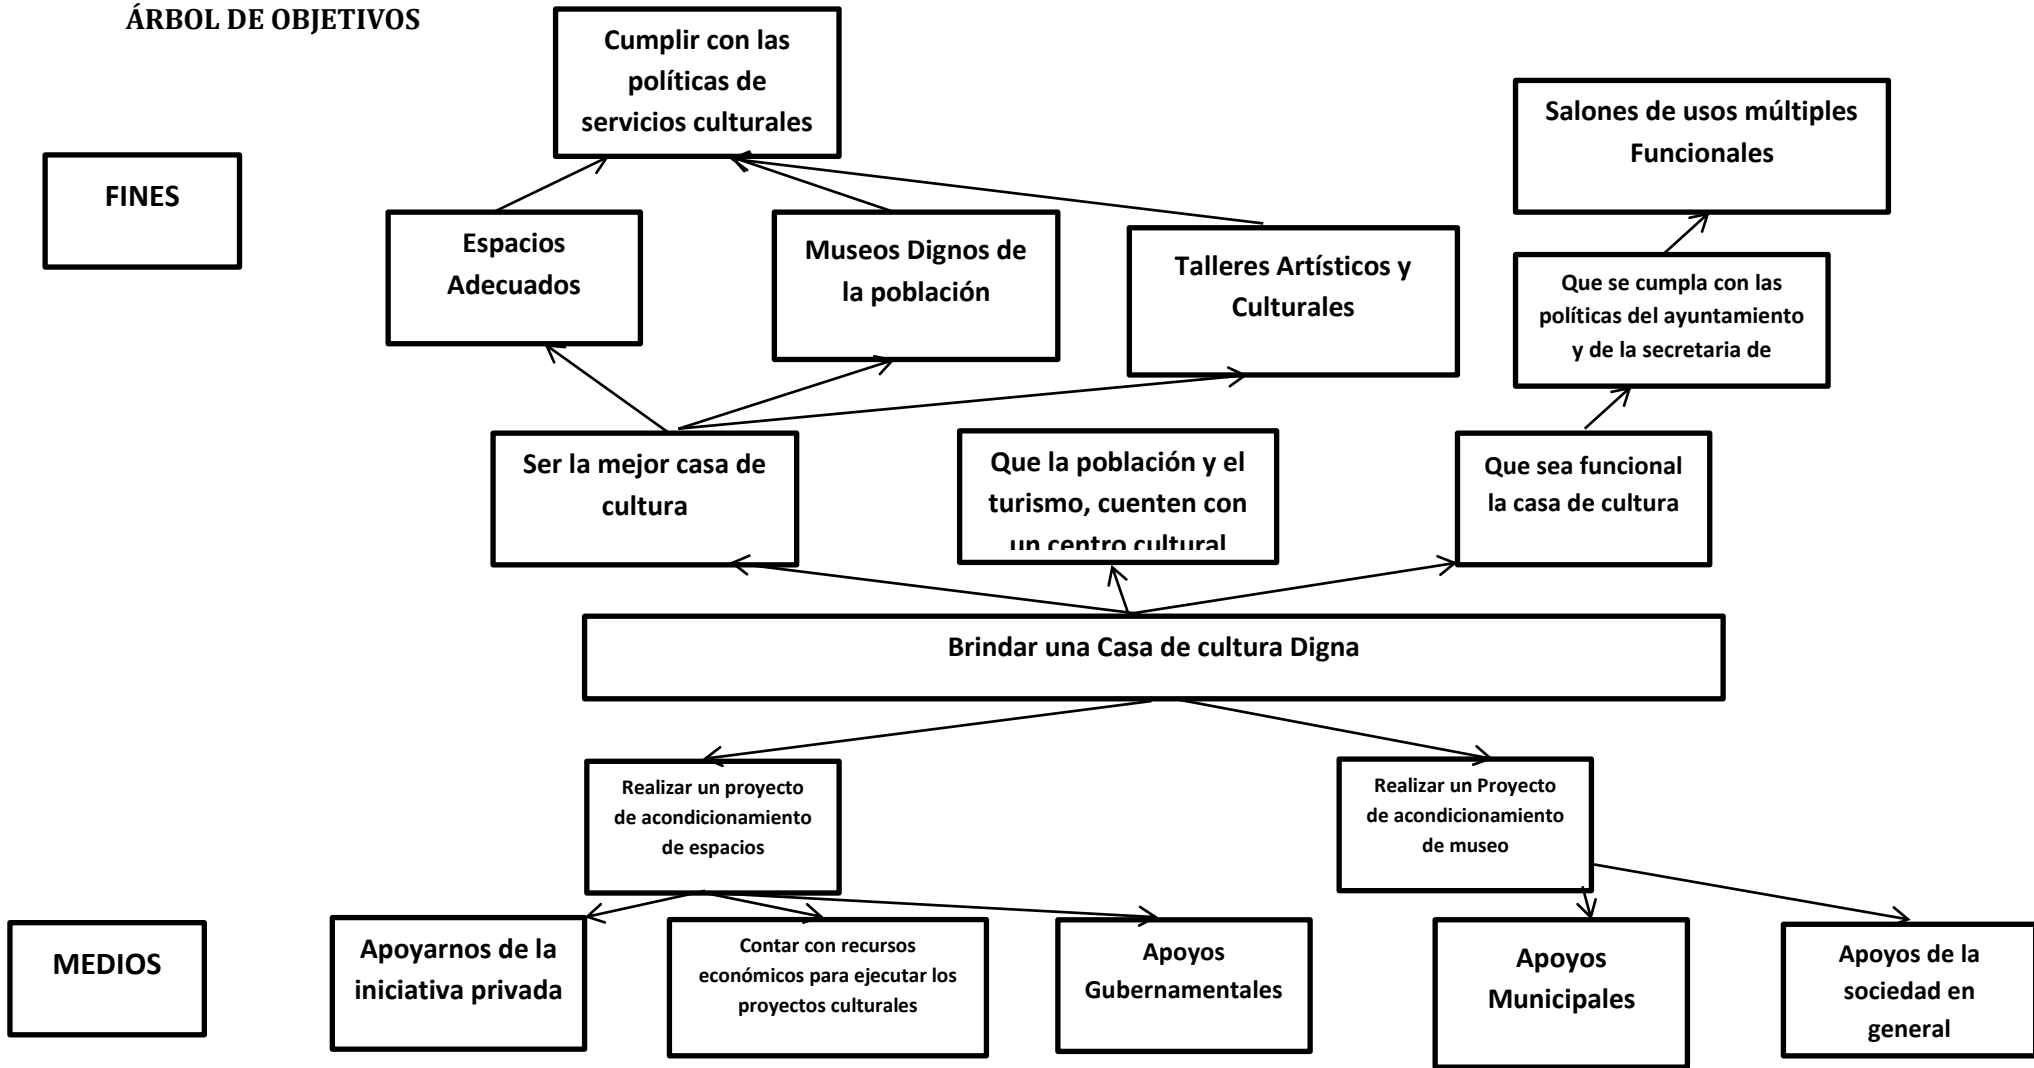 ÁRBOL DE OBJETIVOS
Cumplir con las
políticas de
servicios culturales
Salones de usos múltiples
Funcionales
FINES
Espacios
Adecuados
Museos Dignos de
la población
Talleres Artísticos y
Culturales
Que se cumpla con las
políticas del ayuntamiento
y de la secretaria de
Ser la mejor casa de
cultura
Que la población y el
turismo, cuenten con
un centro cultural
Que sea funcional
la casa de cultura
Brindar una Casa de cultura Digna
Realizar un proyecto
de acondicionamiento
de espacios
Realizar un Proyecto
de acondicionamiento
de museo
MEDIOS
Apoyarnos de la
iniciativa privada
Contar con recursos
económicos para ejecutar los
proyectos culturales
Apoyos
Gubernamentales
Apoyos
Municipales
Apoyos de la
sociedad en
general